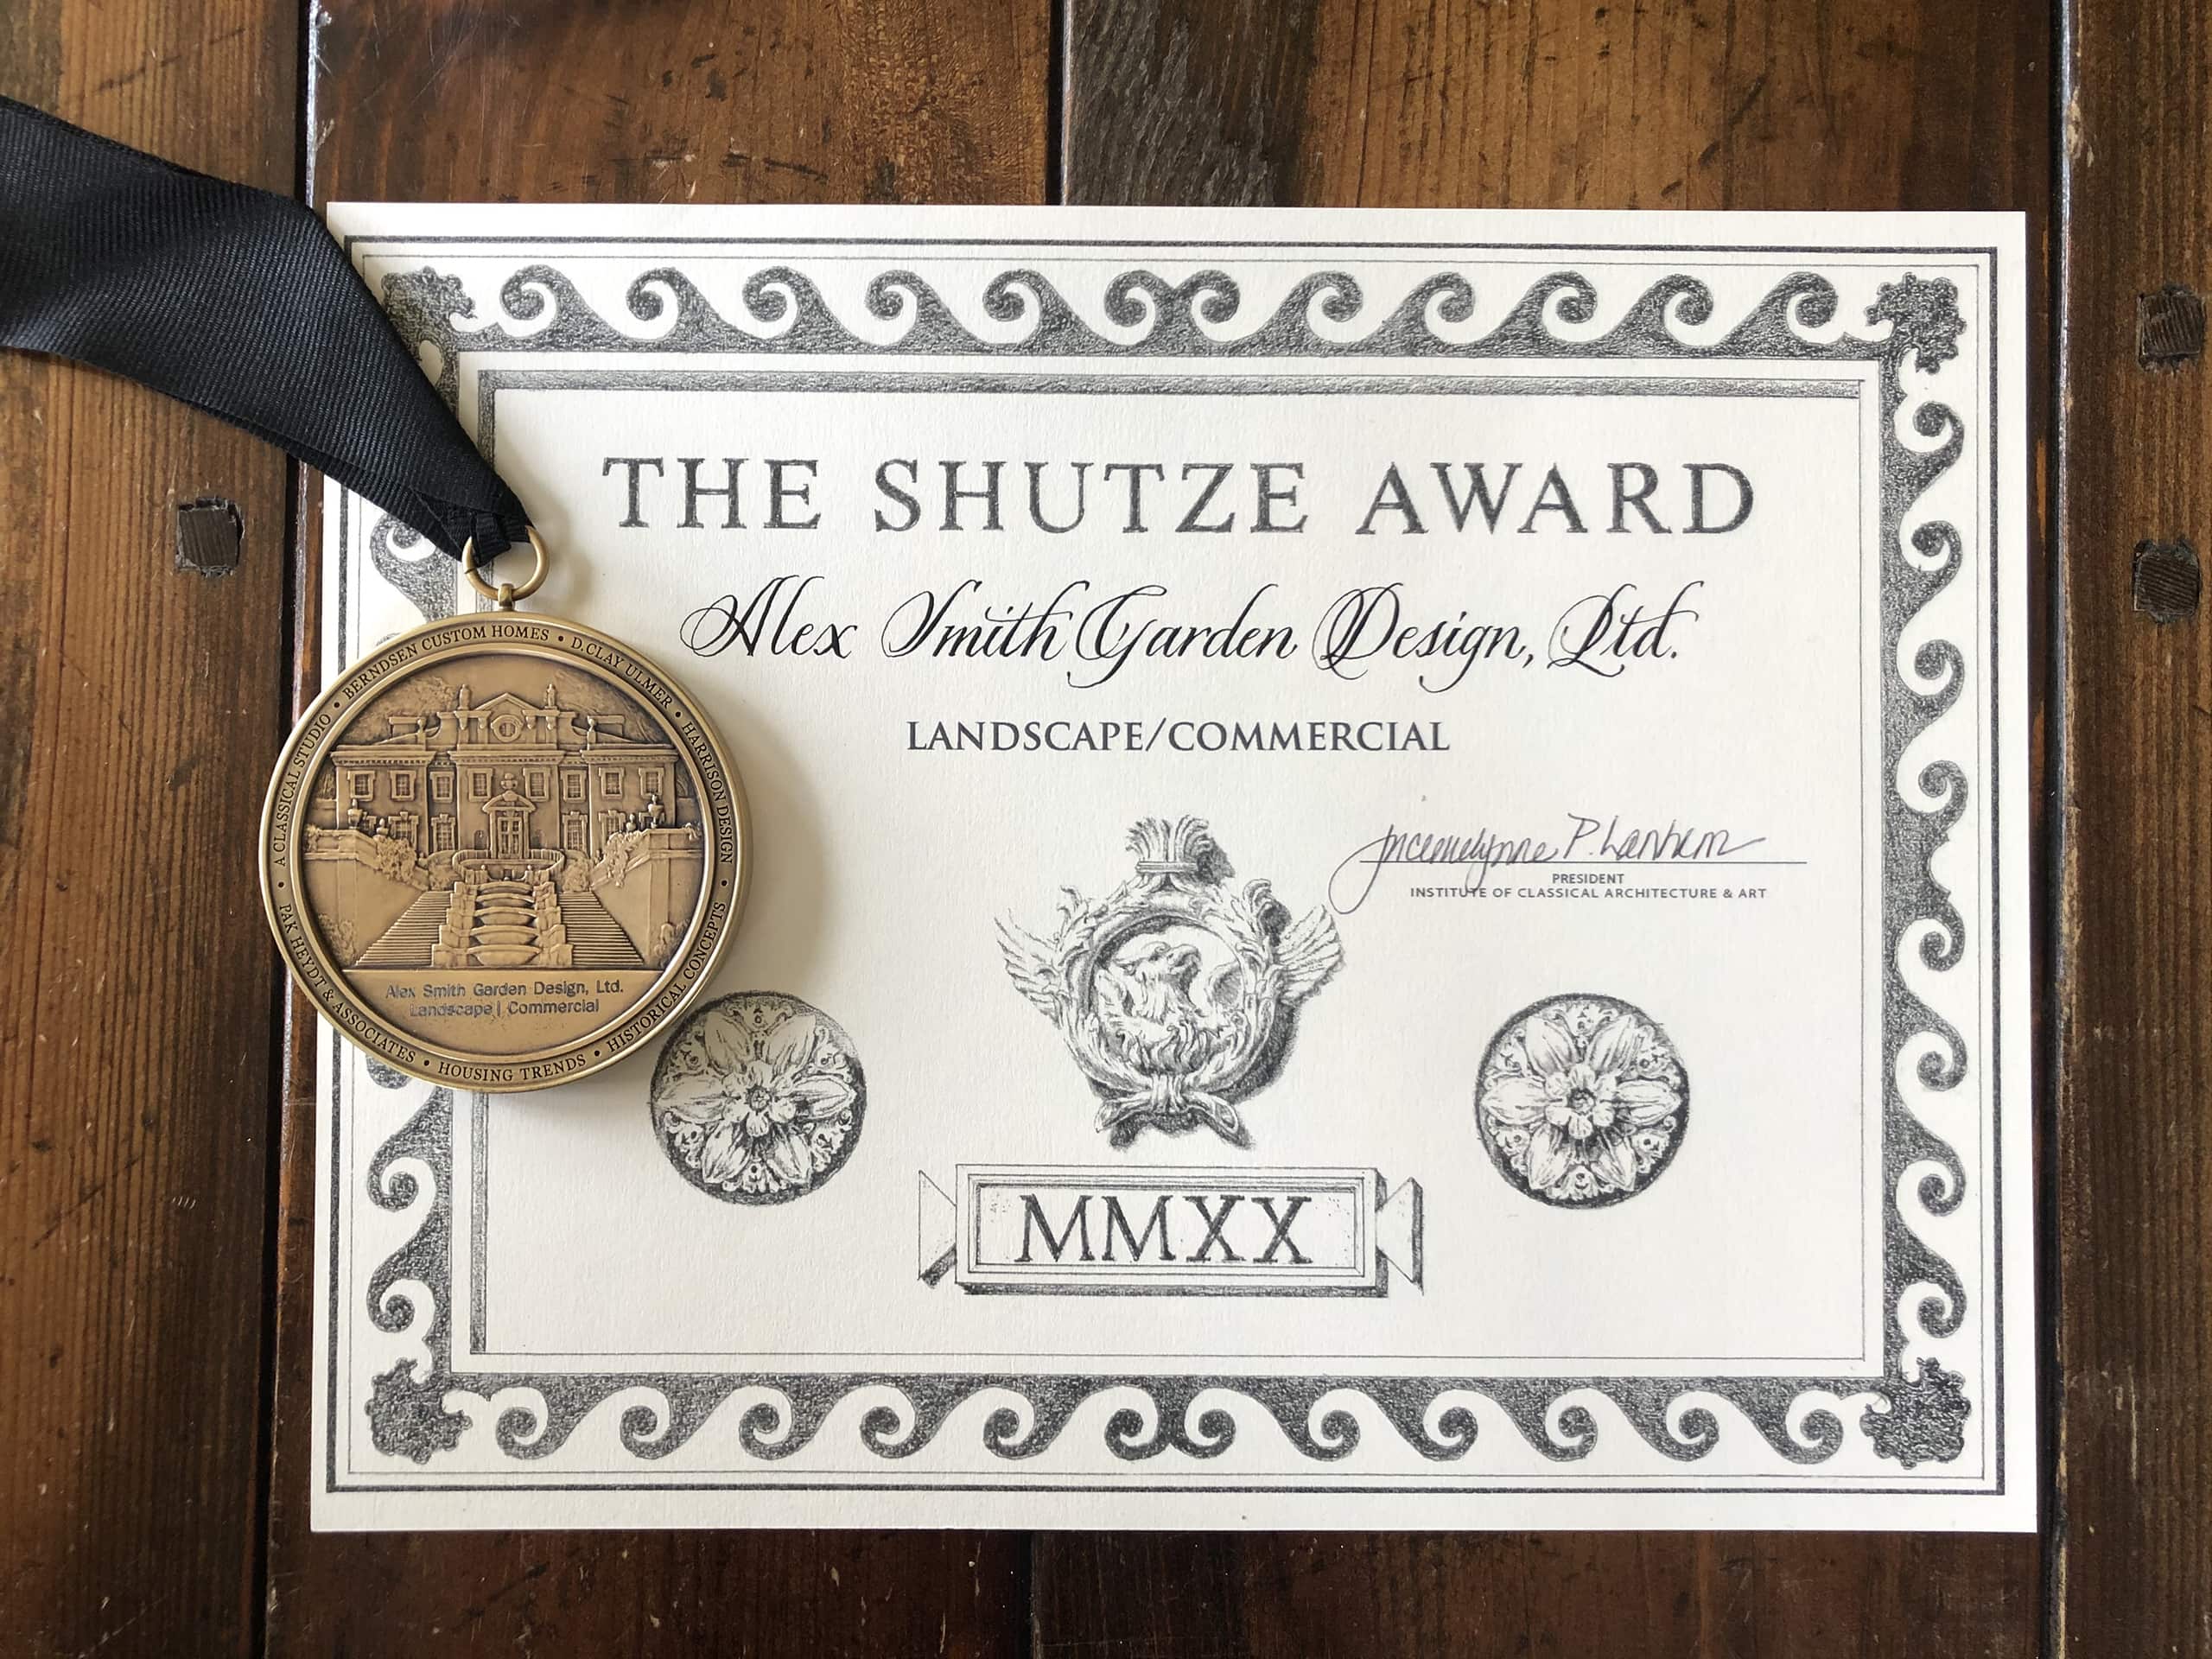 THE SHUTZE AWARD
Alex Smith Garden Design, Ltd.
LANDSCAPE/COMMERCIAL
PRESIDENT
INSTITUTE OF CLASSICAL ARCHITECTURE & ART
MMXX
A CLASSICAL STUDIO • BERNDSEN CUSTOM HOMES • D.CLAY ULMER • HARRISON DESIGN • HISTORICAL CONCEPTS • HOUSING TRENDS • PAK HEYDT & ASSOCIATES •
Alex Smith Garden Design, Ltd.
Landscape | Commercial